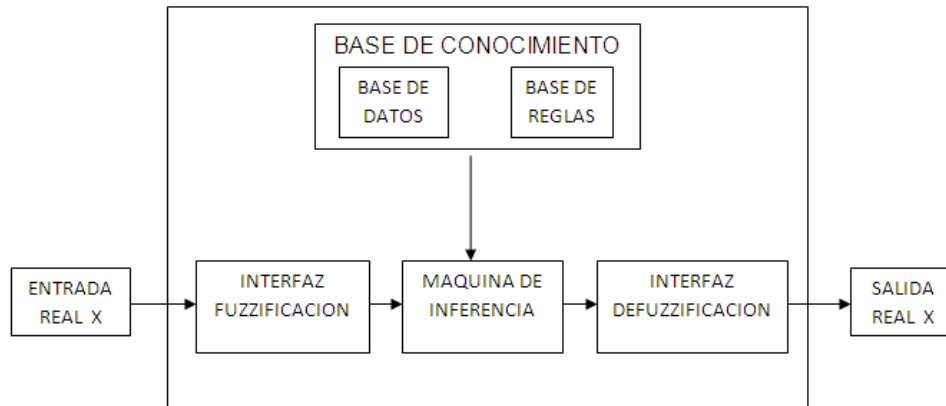 BASE DE CONOCIMIENTO
BASE DE
DATOS
BASE DE
REGLAS
ENTRADA
REAL X
INTERFAZ
FUZZIFICACION
MAQUINA DE
INFERENCIA
INTERFAZ
DEFUZZIFICACION
SALIDA
REAL X